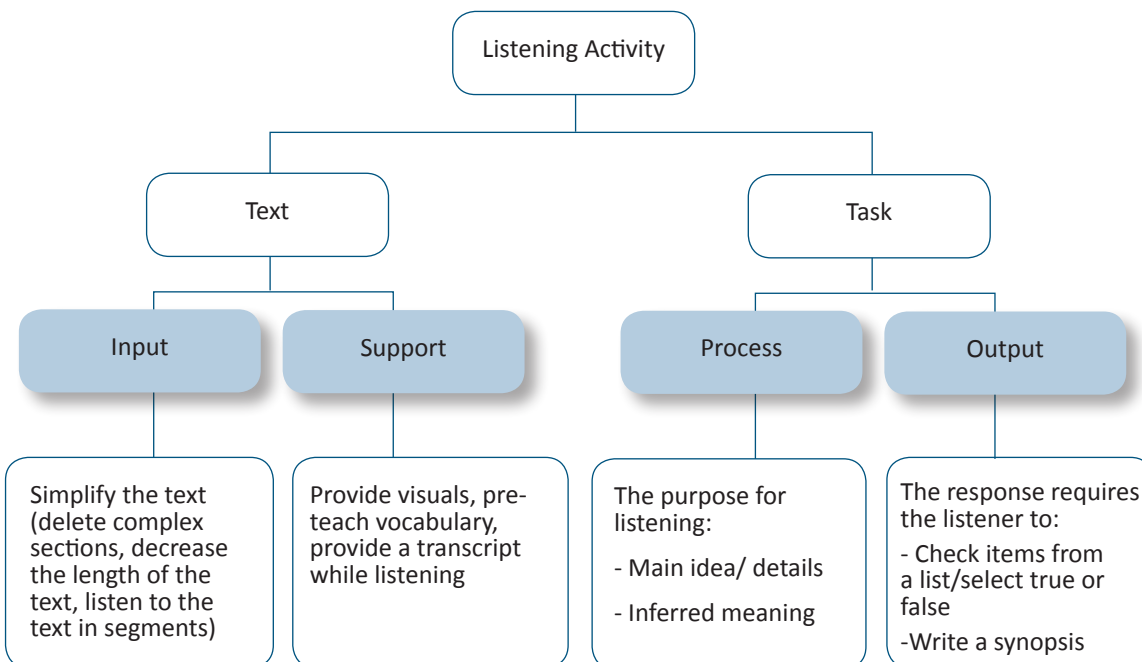 Listening Activity
Text
Task
Input
Support
Process
Output
Simplify the text
(delete complex
sections, decrease
the length of the
text, listen to the
text in segments)
Provide visuals, pre-
teach vocabulary,
provide a transcript
while listening
The purpose for
listening:
- Main idea/ details
- Inferred meaning
The response requires
the listener to:
- Check items from
a list/select true or
false
-Write a synopsis